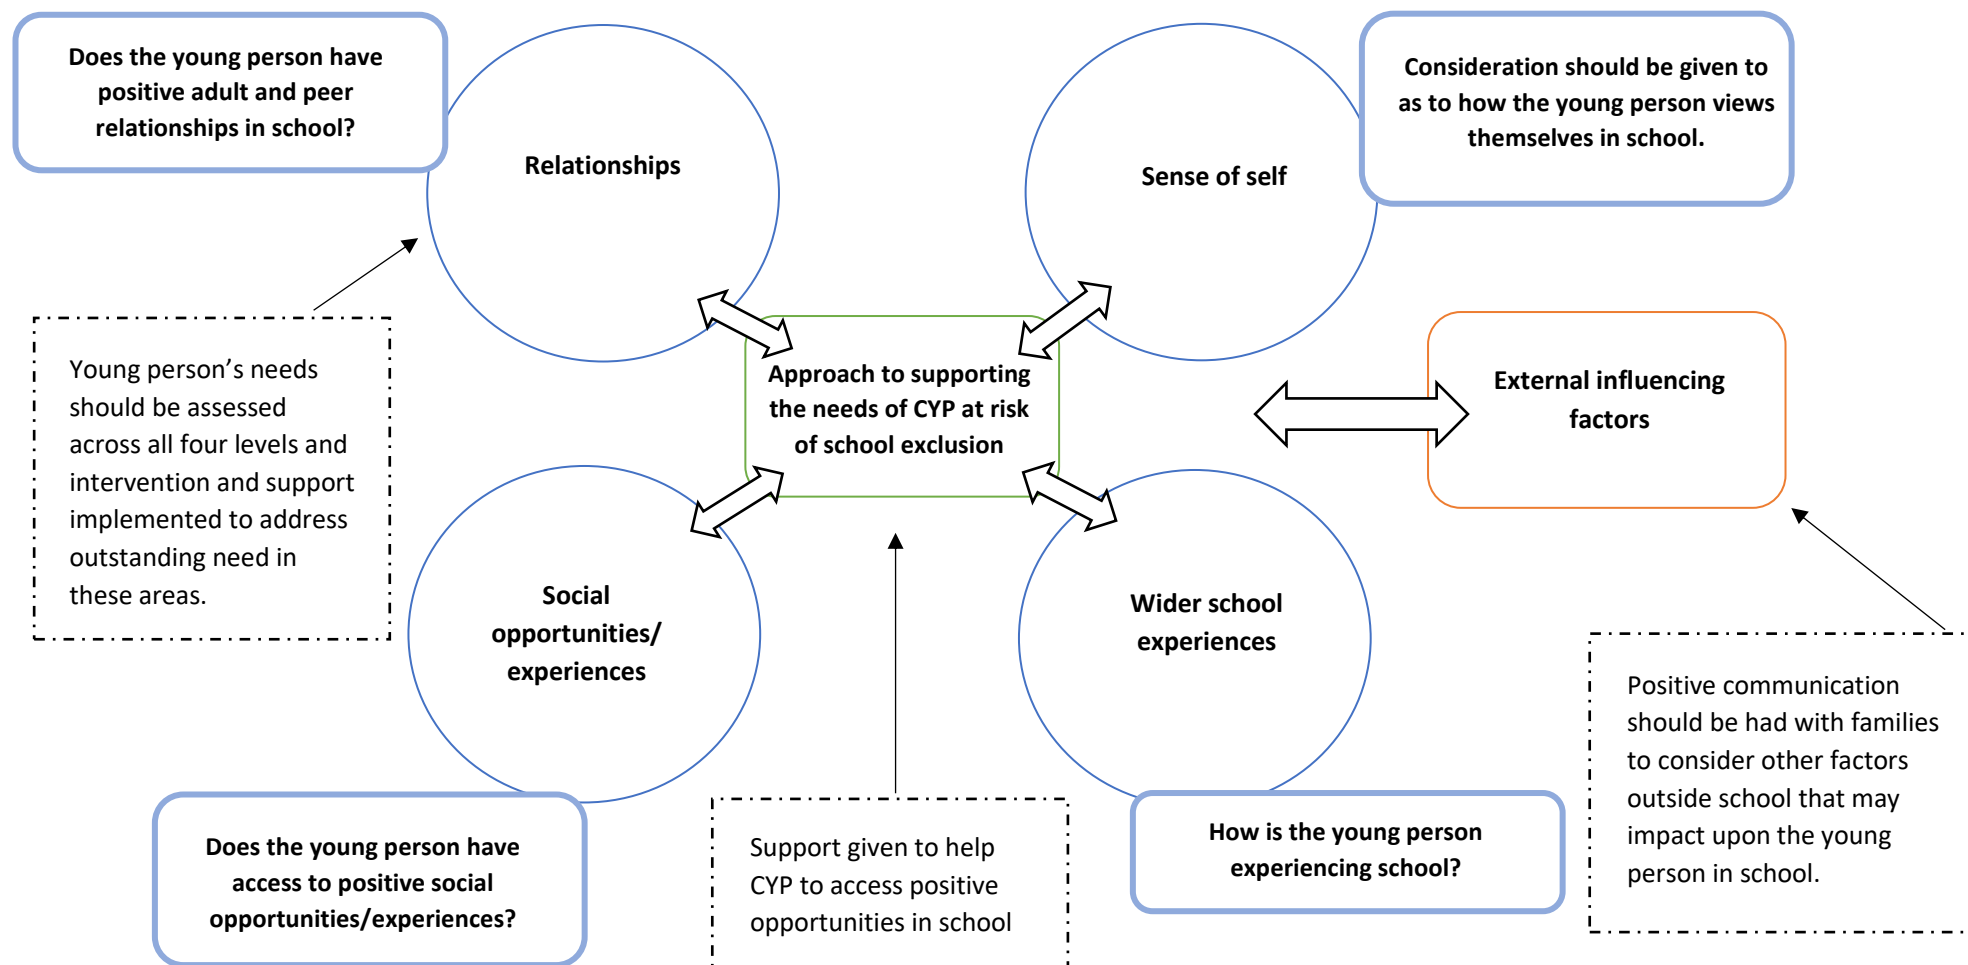 Does the young person have
positive adult and peer
relationships in school?
Relationships
Sense of self
Consideration should be given to
as to how the young person views
themselves in school.
Young person’s needs
should be assessed
across all four levels and
intervention and support
implemented to address
outstanding need in
these areas.
Approach to supporting
the needs of CYP at risk
of school exclusion
External influencing
factors
Social
opportunities/
experiences
Wider school
experiences
Positive communication
should be had with families
to consider other factors
outside school that may
impact upon the young
person in school.
Does the young person have
access to positive social
opportunities/experiences?
Support given to help
CYP to access positive
opportunities in school
How is the young person
experiencing school?